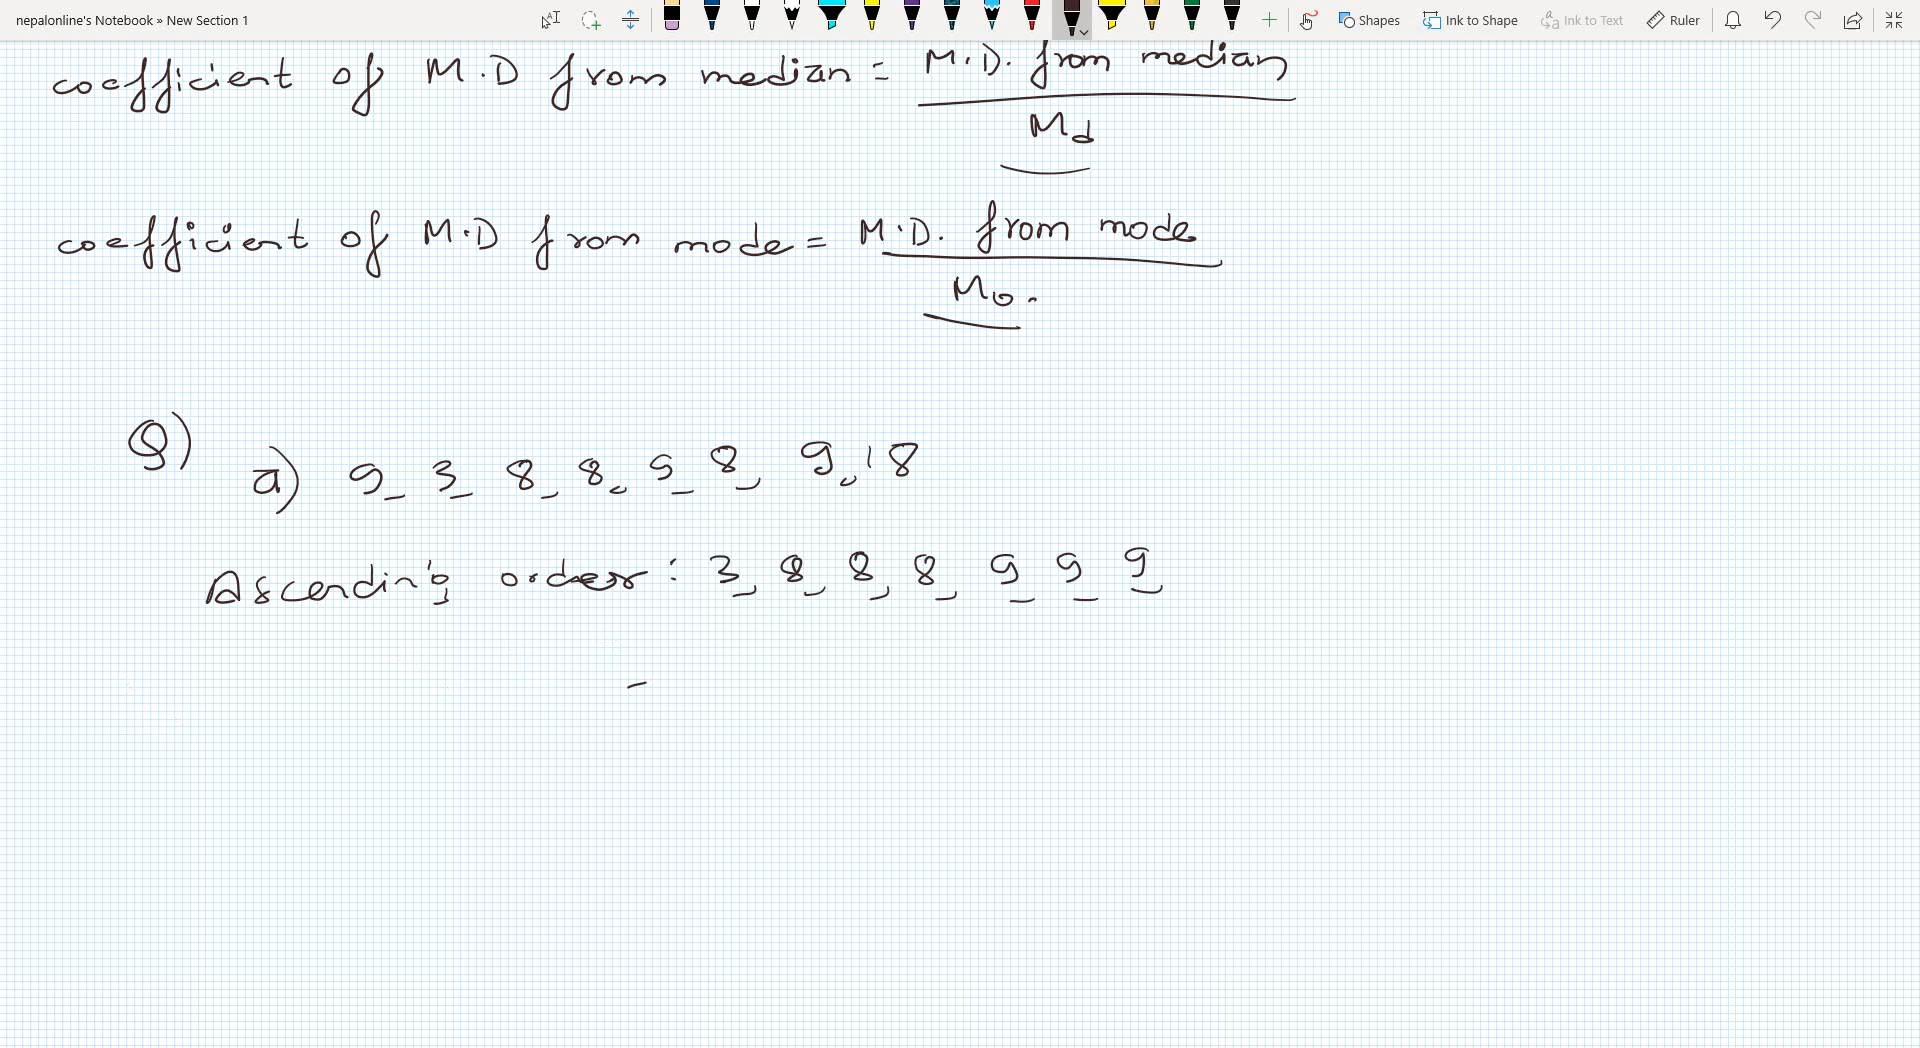 nepalonline's Notebook » New Section 1
Shapes Ink to Shape Ink to Text Ruler
coefficient of M.D from median = M.D. from median
Md
coefficient of M.D from mode = M.D. from mode
Mo.
Q)
a) 9, 3, 8, 8, 9, 8, 9, 18
Ascending order : 3, 8, 8, 8, 9, 9, 9,